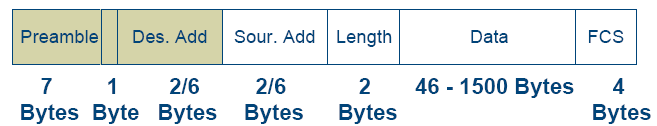 Preamble Des. Add Sour. Add Length Data FCS
7 1 2/6 2/6 2 46 - 1500 Bytes 4
Bytes Byte Bytes Bytes Bytes Bytes